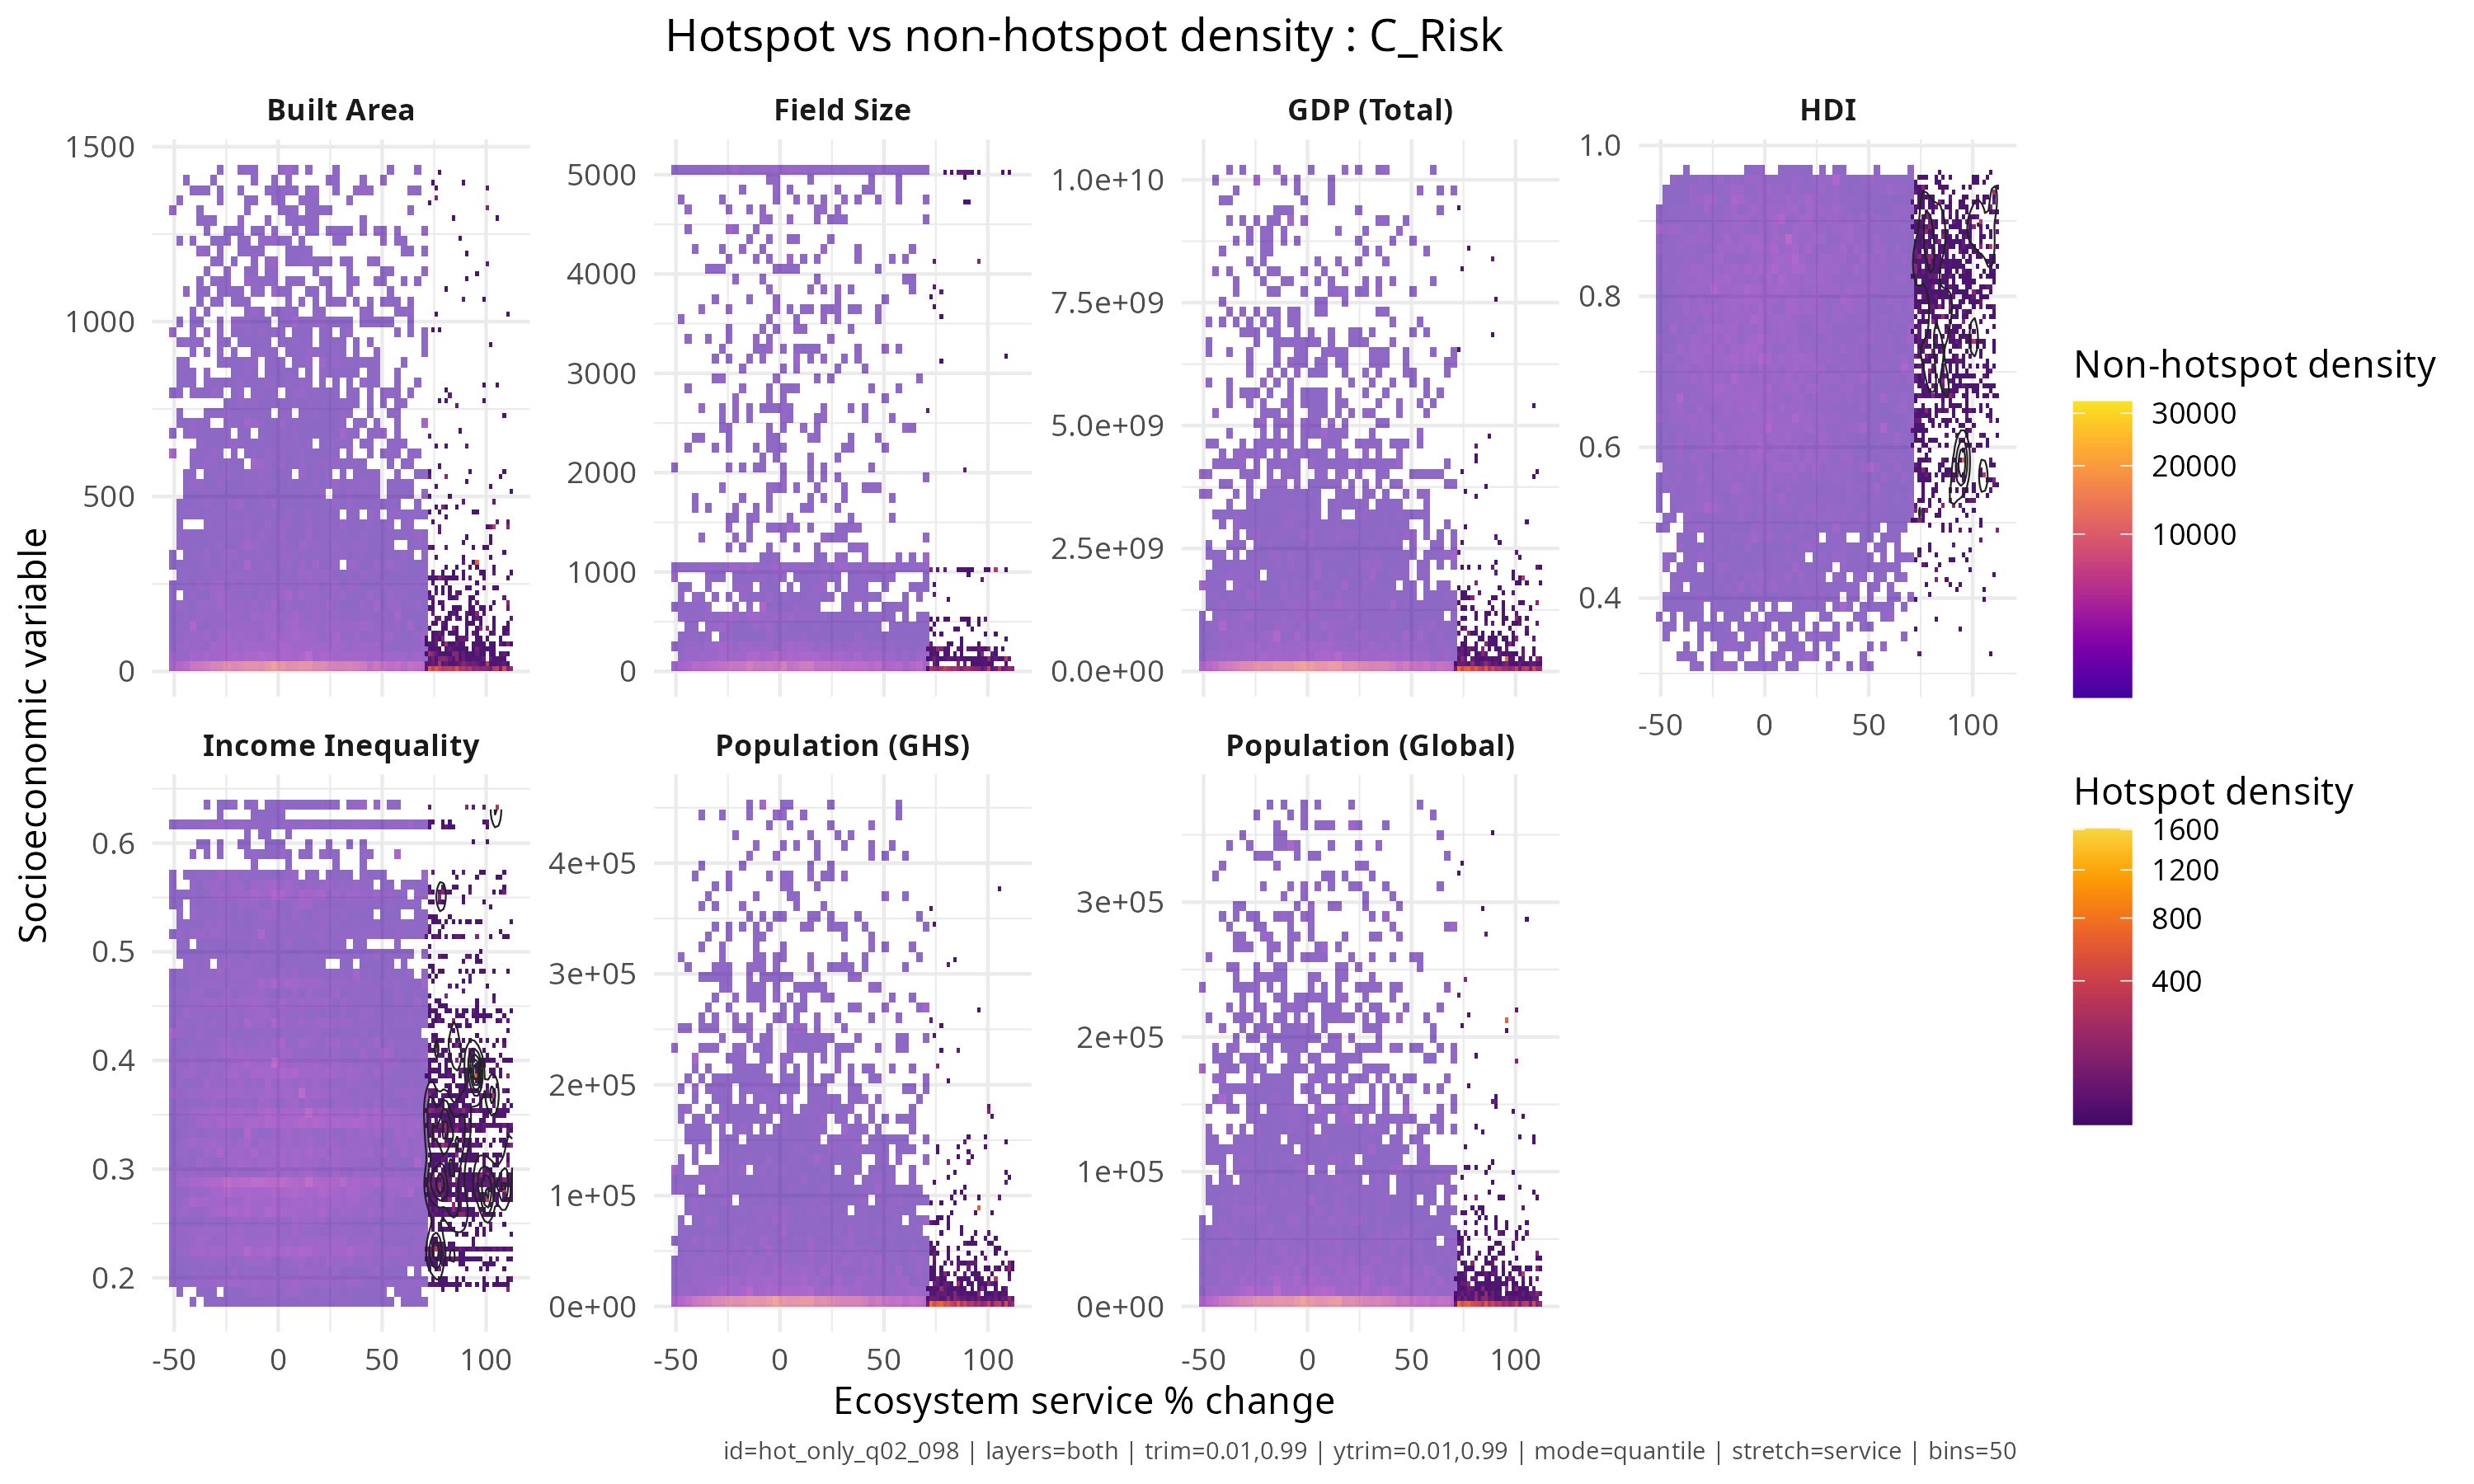 Hotspot vs non-hotspot density : C_Risk
Built Area
Field Size
GDP (Total)
HDI
1500
1000
500
0
5000
4000
3000
2000
1000
0
1.0e+10
7.5e+09
5.0e+09
2.5e+09
0.0e+00
1.0
0.8
0.6
0.4
-50 0 50 100
Income Inequality
Population (GHS)
Population (Global)
0.6
0.5
0.4
0.3
0.2
4e+05
3e+05
2e+05
1e+05
0e+00
3e+05
2e+05
1e+05
0e+00
-50 0 50 100
-50 0 50 100
-50 0 50 100
Socioeconomic variable
Ecosystem service % change
Non-hotspot density
30000
20000
10000
Hotspot density
1600
1200
800
400
id=hot_only_q02_098 | layers=both | trim=0.01,0.99 | ytrim=0.01,0.99 | mode=quantile | stretch=service | bins=50